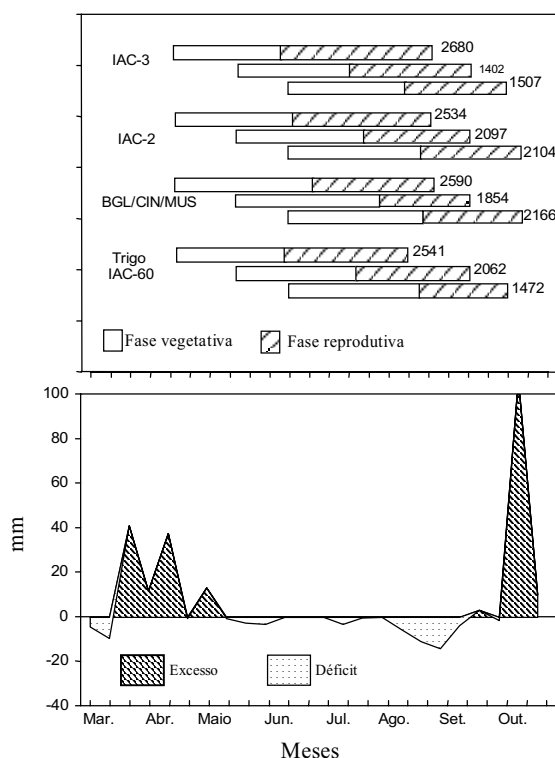 IAC-3
2680
1402
1507
IAC-2
2534
2097
2104
BGL/CIN/MUS
2590
1854
2166
Trigo
IAC-60
2541
2062
1472
Fase vegetativa
Fase reprodutiva
100
80
60
40
20
0
-20
-40
mm
Excesso
Déficit
Mar.
Abr.
Maio
Jun.
Jul.
Ago.
Set.
Out.
Meses